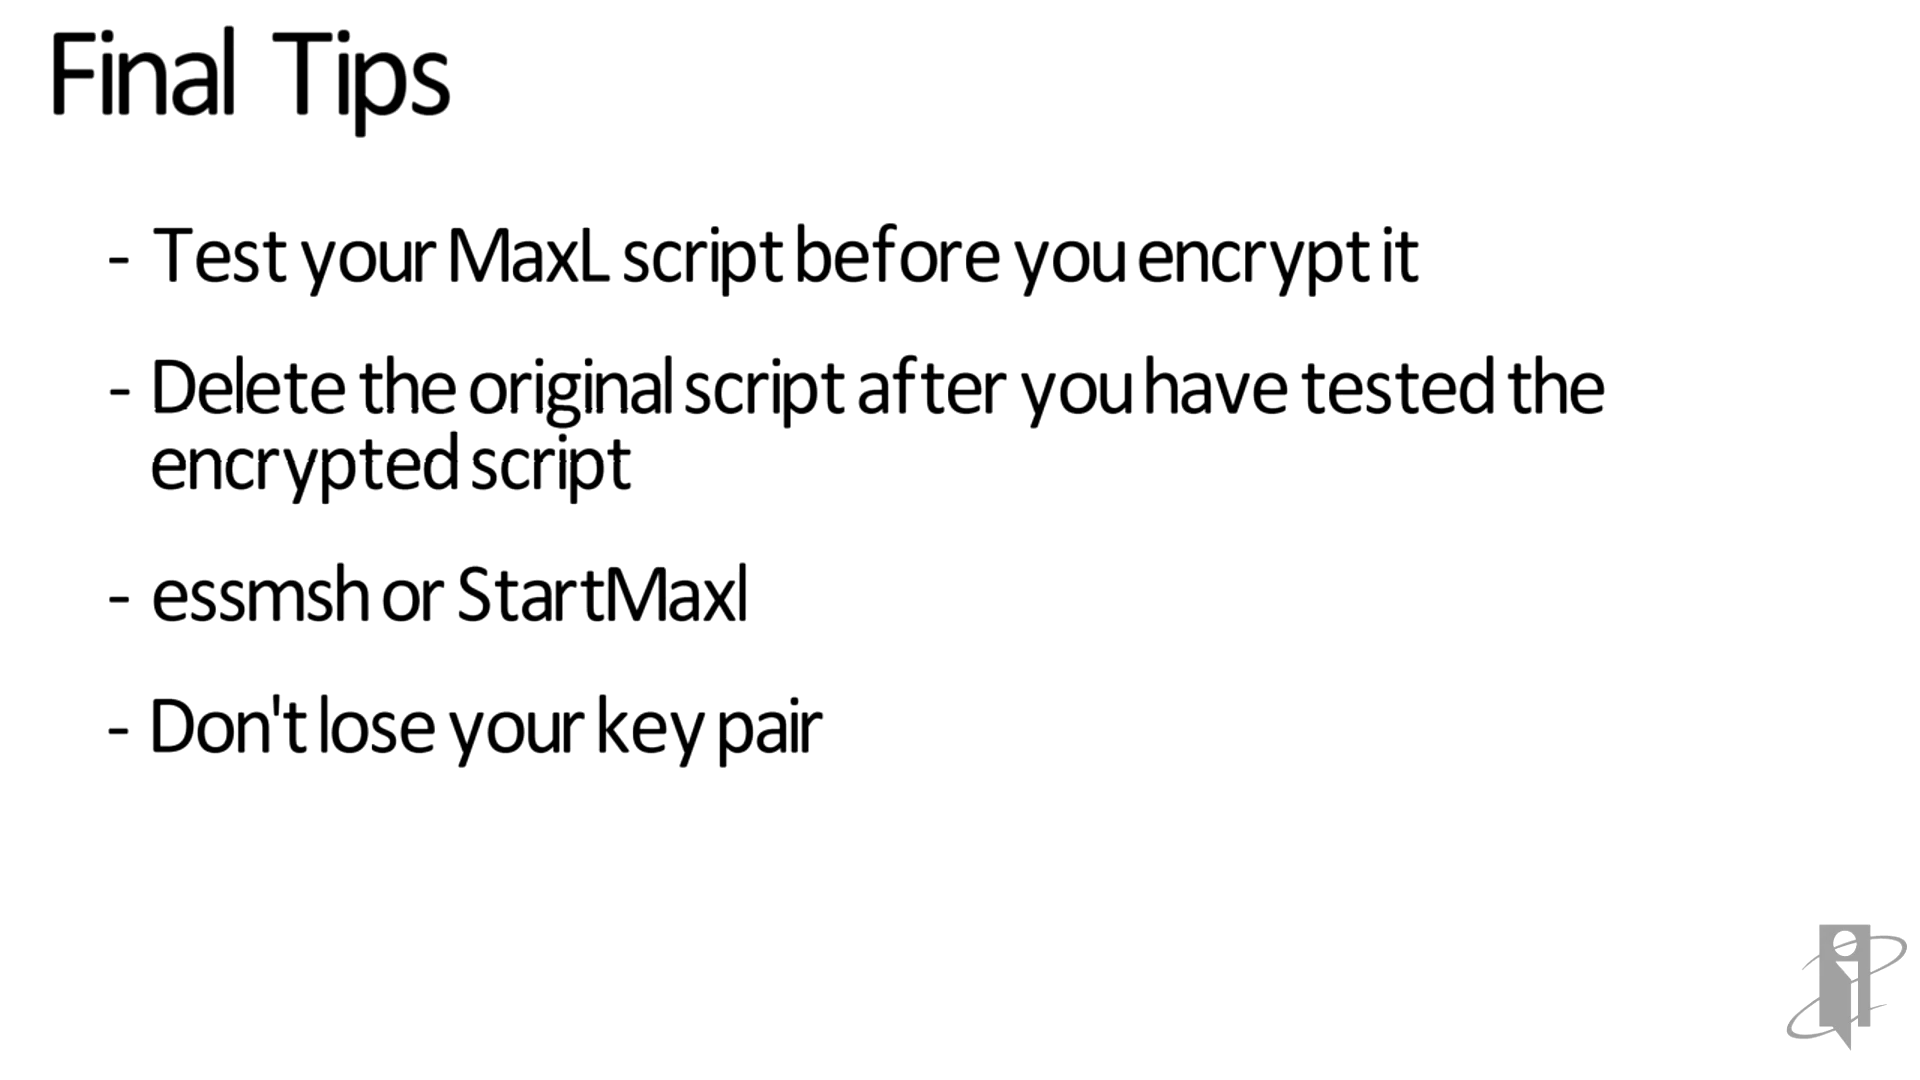 Final Tips
- Test your MaxL script before you encrypt it
- Delete the original script after you have tested the
encrypted script
- essmsh or StartMaxl
- Don't lose your key pair